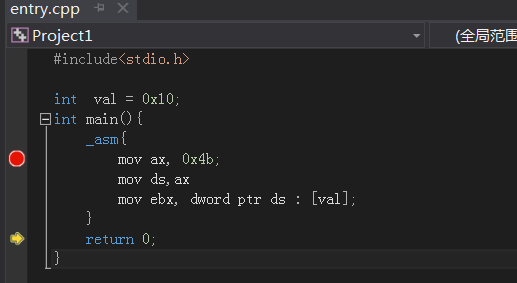 entry.cpp
Project1
(全局范围
#include<stdio.h>
int  val = 0x10;
int main(){
_asm{
mov ax, 0x4b;
mov ds,ax
mov ebx, dword ptr ds : [val];
}
return 0;
}